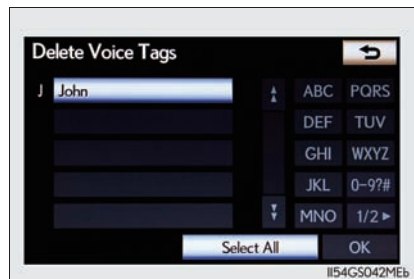 Delete Voice Tags
J John
ABC PQRS
DEF TUV
GHI WXYZ
JKL 0-9?#
MNO 1/2
Select All OK
II54GS042MEb